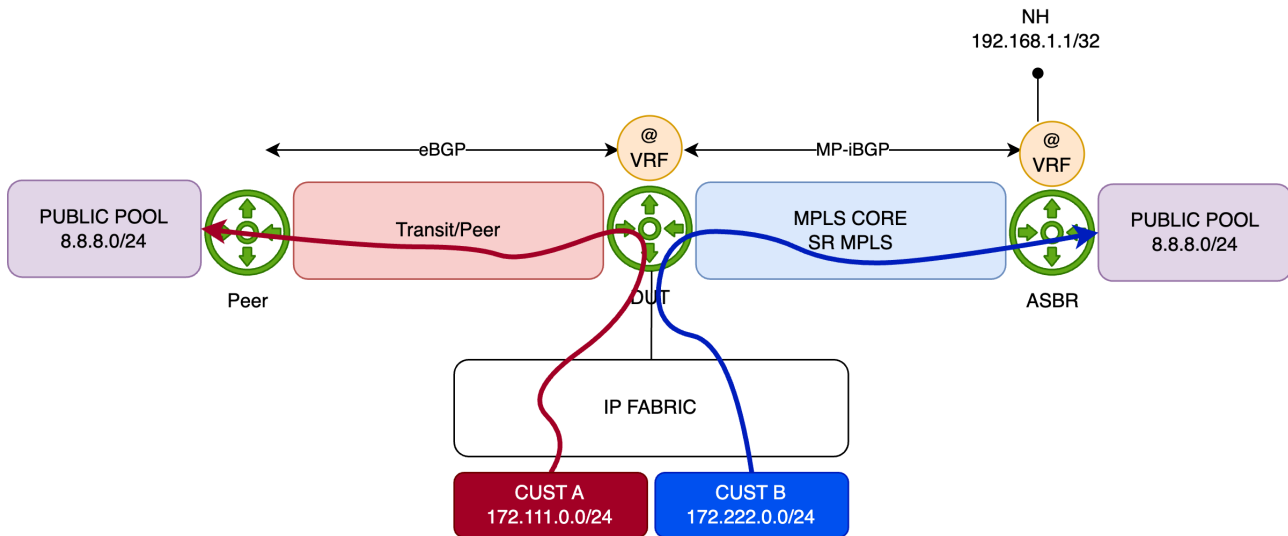 NH
192.168.1.1/32
@
VRF
@
VRF
eBGP
MP-iBGP
PUBLIC POOL
8.8.8.0/24
Transit/Peer
MPLS CORE
SR MPLS
PUBLIC POOL
8.8.8.0/24
Peer
DUT
ASBR
IP FABRIC
CUST A
172.111.0.0/24
CUST B
172.222.0.0/24